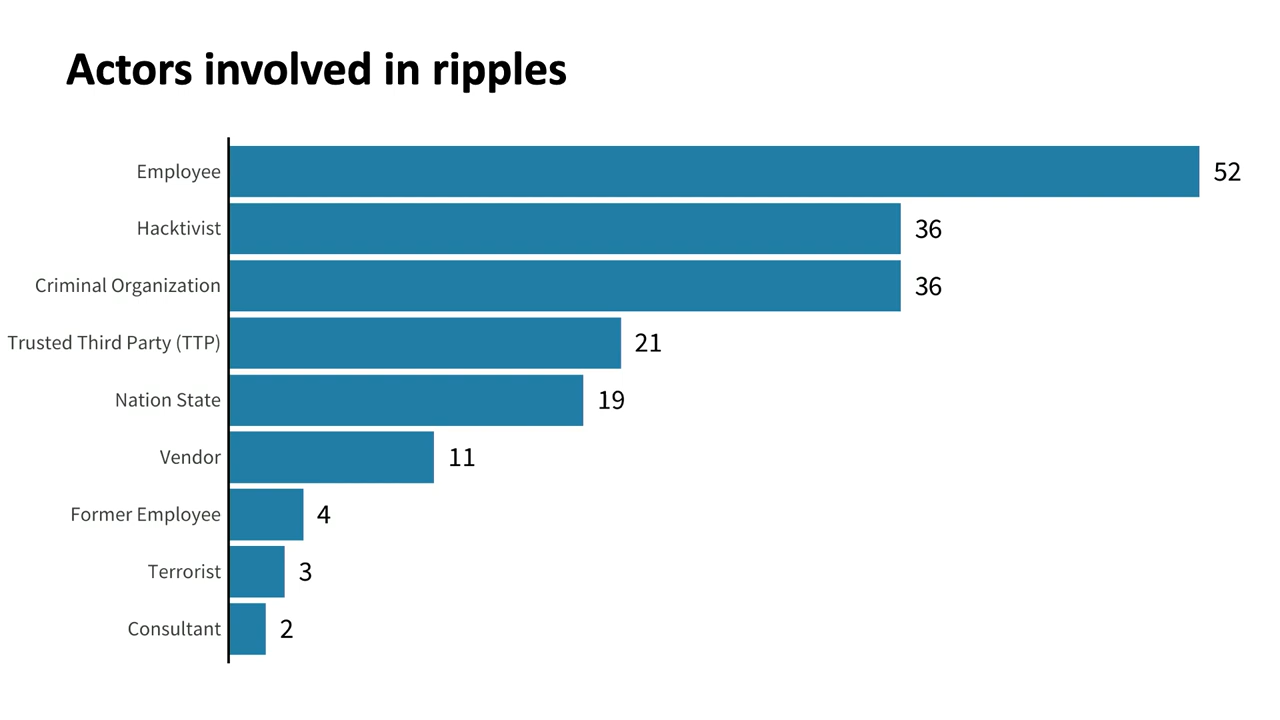 Actors involved in ripples
Employee 52
Hacktivist 36
Criminal Organization 36
Trusted Third Party (TTP) 21
Nation State 19
Vendor 11
Former Employee 4
Terrorist 3
Consultant 2